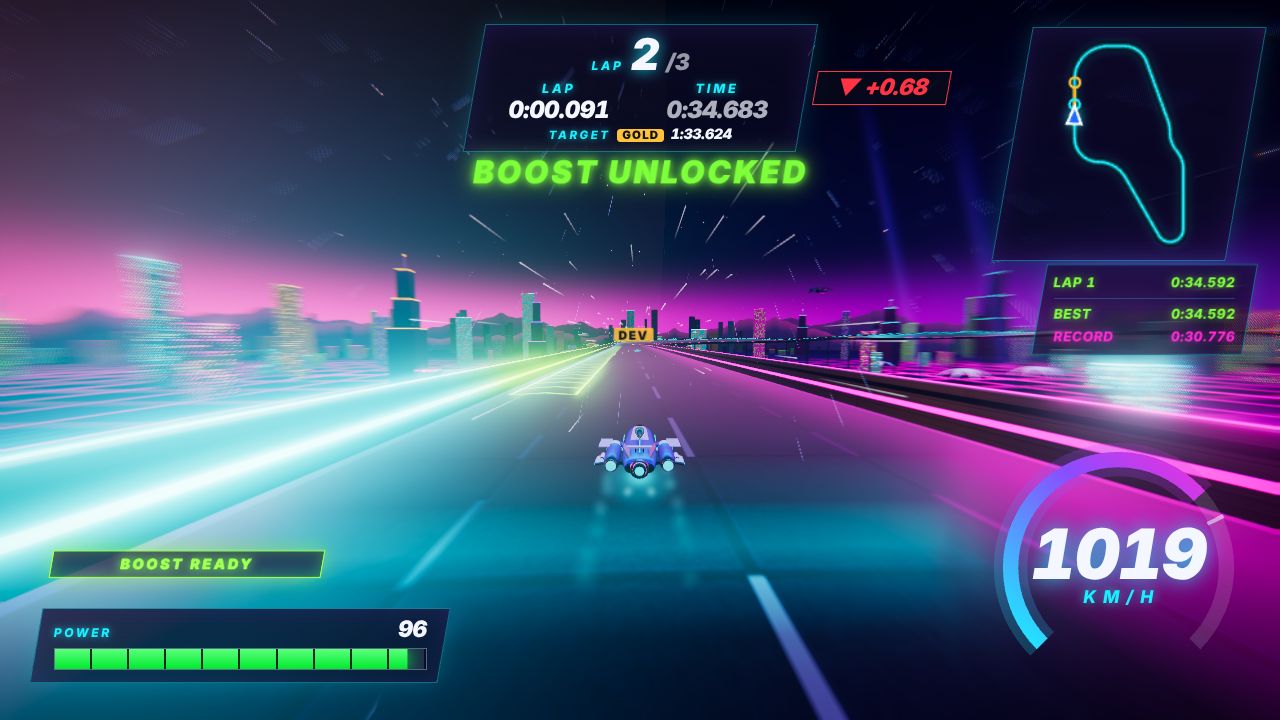 LAP 2 /3
LAP TIME
0:00.091 0:34.683
TARGET GOLD 1:33.624
+0.68
BOOST UNLOCKED
LAP 1 0:34.592
BEST 0:34.592
RECORD 0:30.776
DEV
1019
KM/H
BOOST READY
POWER 96